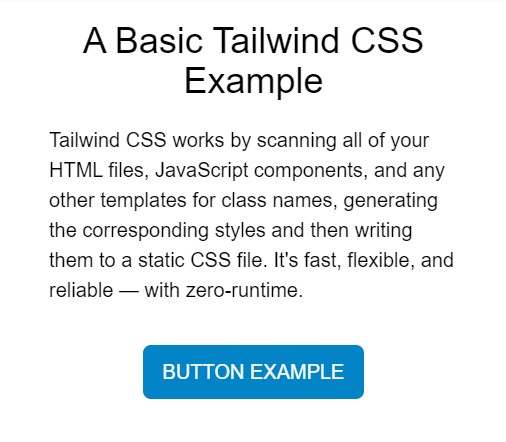 A Basic Tailwind CSS
Example
Tailwind CSS works by scanning all of your
HTML files, JavaScript components, and any
other templates for class names, generating
the corresponding styles and then writing
them to a static CSS file. It's fast, flexible, and
reliable — with zero-runtime.
BUTTON EXAMPLE